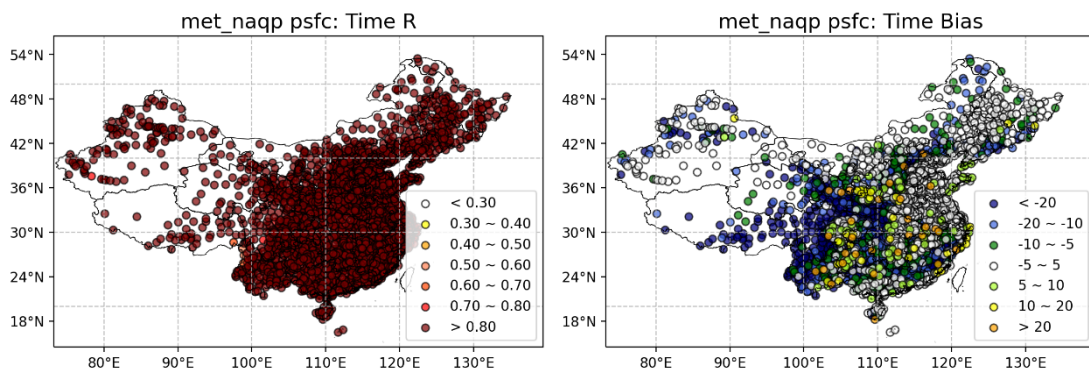 met_naqp psfc: Time R
54°N
48°N
42°N
36°N
30°N
24°N
18°N
80°E
90°E
100°E
110°E
120°E
130°E
< 0.30
0.30 ~ 0.40
0.40 ~ 0.50
0.50 ~ 0.60
0.60 ~ 0.70
0.70 ~ 0.80
> 0.80
met_naqp psfc: Time Bias
54°N
48°N
42°N
36°N
30°N
24°N
18°N
80°E
90°E
100°E
110°E
120°E
130°E
< -20
-20 ~ -10
-10 ~ -5
-5 ~ 5
5 ~ 10
10 ~ 20
> 20